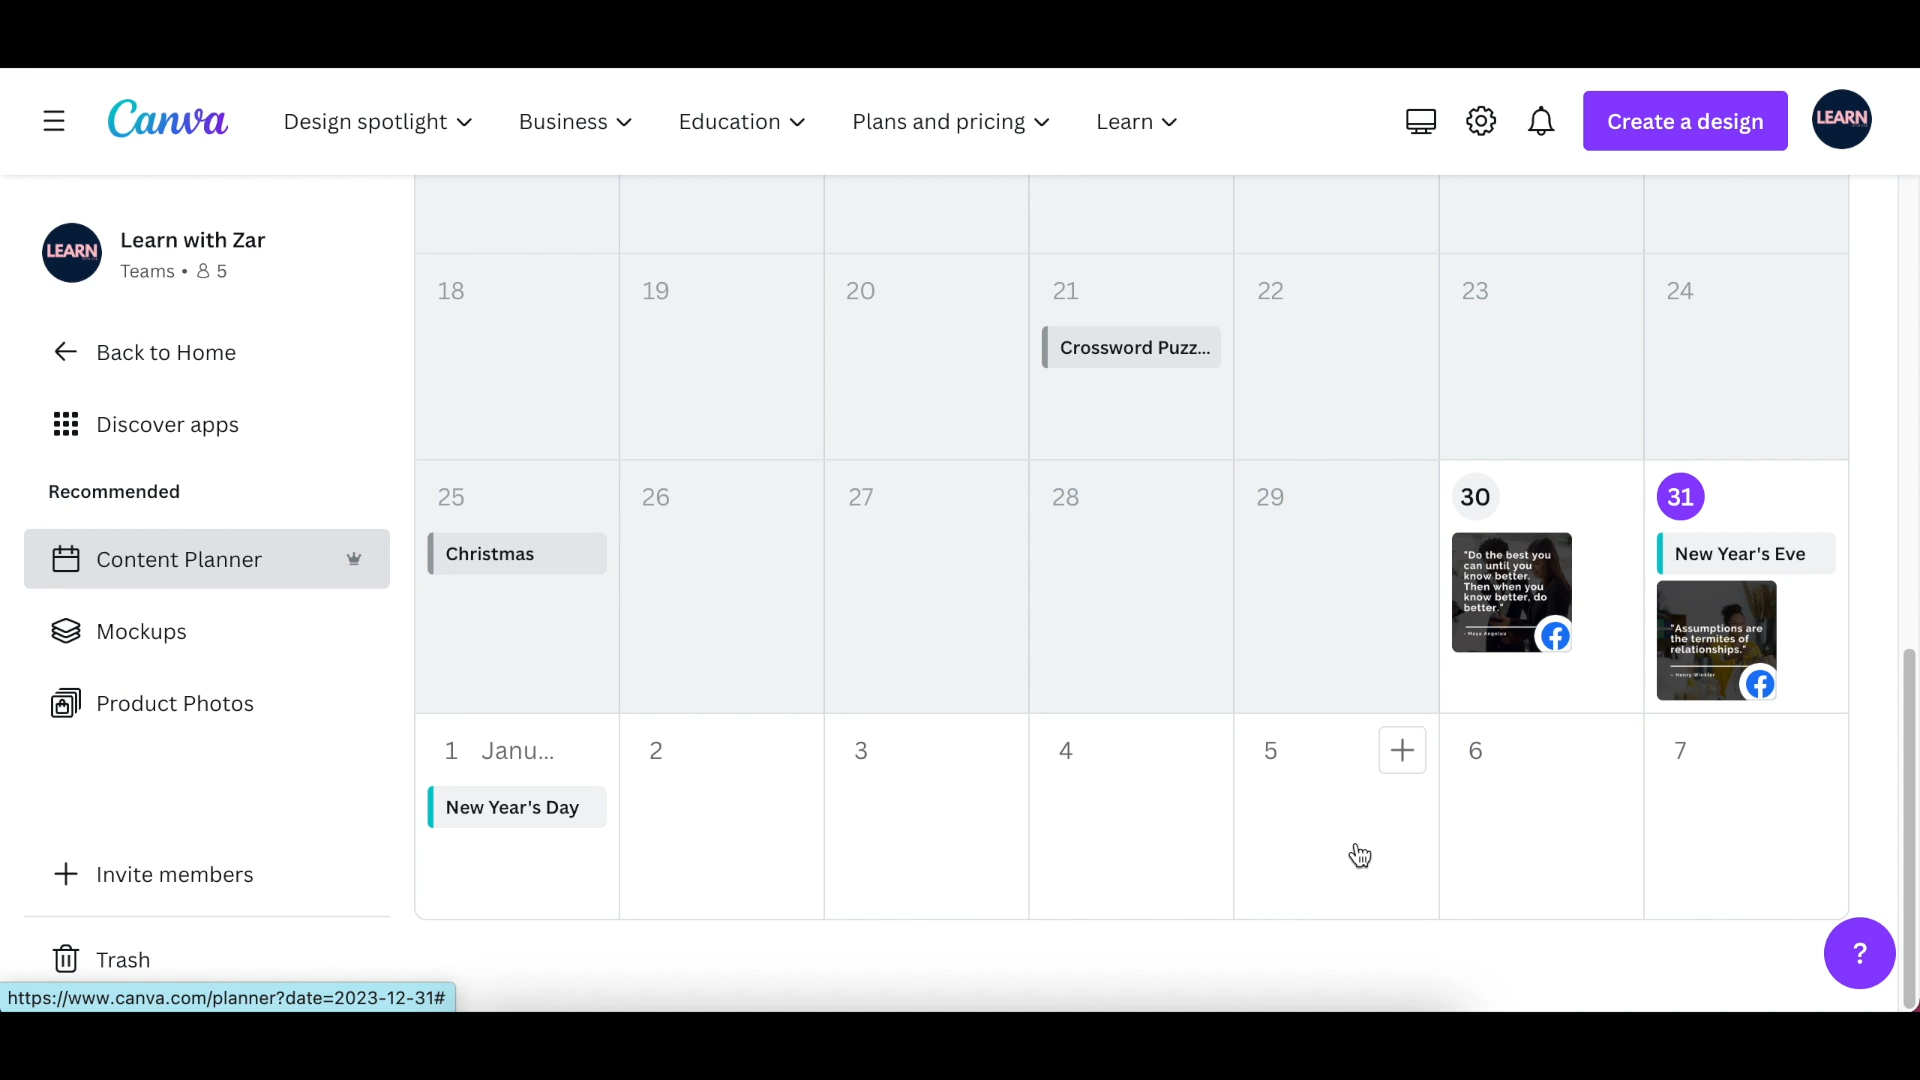 Canva
Design spotlight
Business
Education
Plans and pricing
Learn
Create a design
LEARN
LEARN
Learn with Zar
Teams • 5
Back to Home
Discover apps
Recommended
Content Planner
Mockups
Product Photos
Invite members
Trash
https://www.canva.com/planner?date=2023-12-31#
18 19 20 21 22 23 24
Crossword Puzz...
25 26 27 28 29 30 31
Christmas
New Year's Eve
"Do the best you
can until you
know better.
Then when you
know better, do
better."
- Maya Angelou
"Assumptions are
the termites of
relationships."
- Henry Winkler
1 Janu... 2 3 4 5 6 7
New Year's Day
?